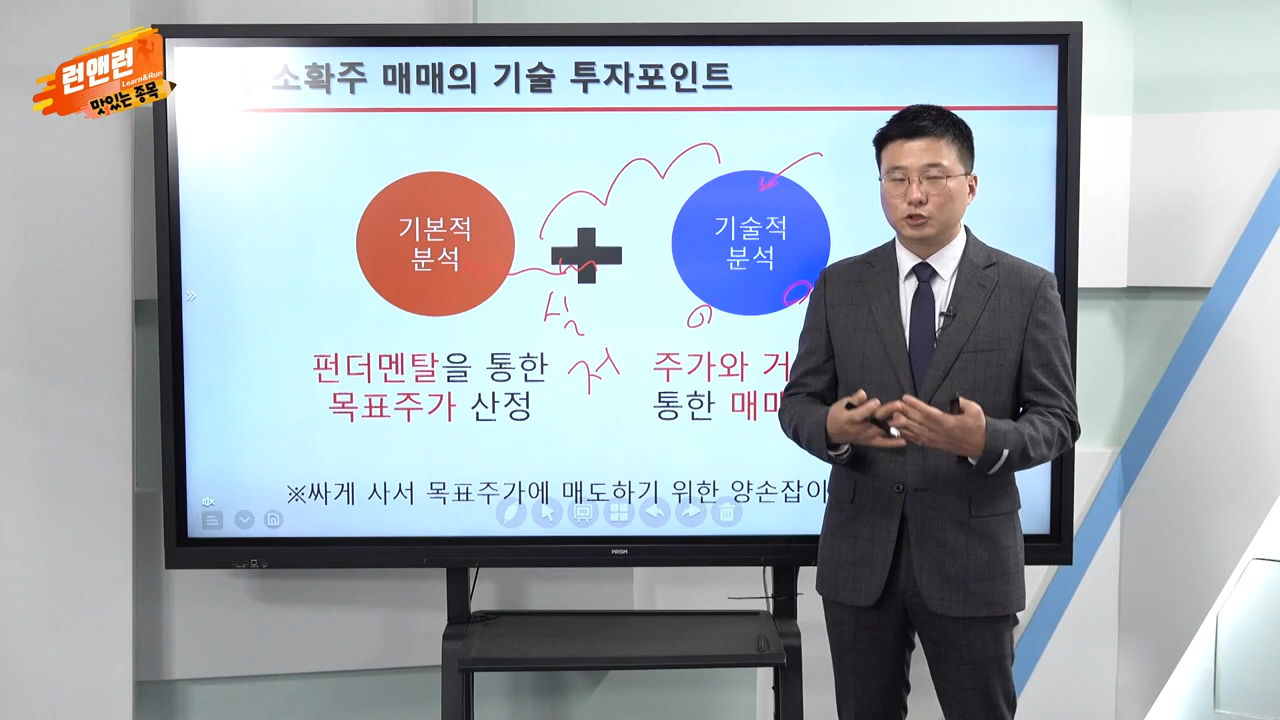 런앤런
Learn&Run
맛있는 종목
소확주 매매의 기술 투자포인트
기본적
분석
기술적
분석
펀더멘탈을 통한
목표주가 산정
주가와
통한
※싸게 사서 목표주가에 매도하기 위한 양손잡이
PRISM